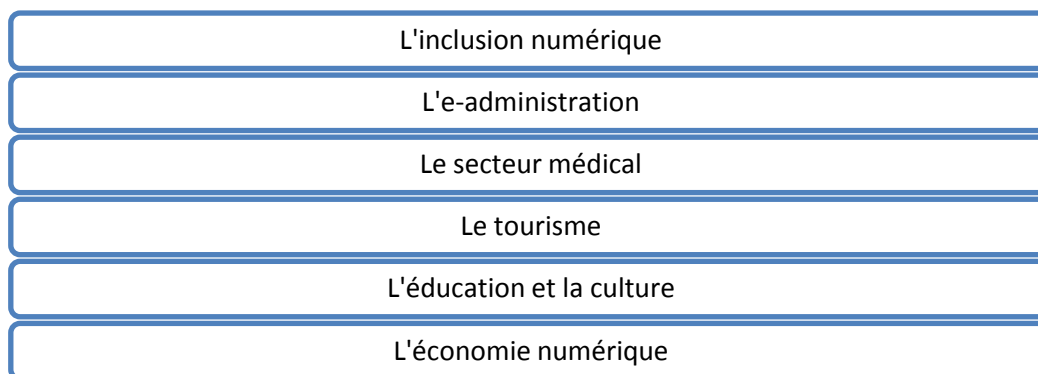 L'inclusion numérique
L'e-administration
Le secteur médical
Le tourisme
L'éducation et la culture
L'économie numérique